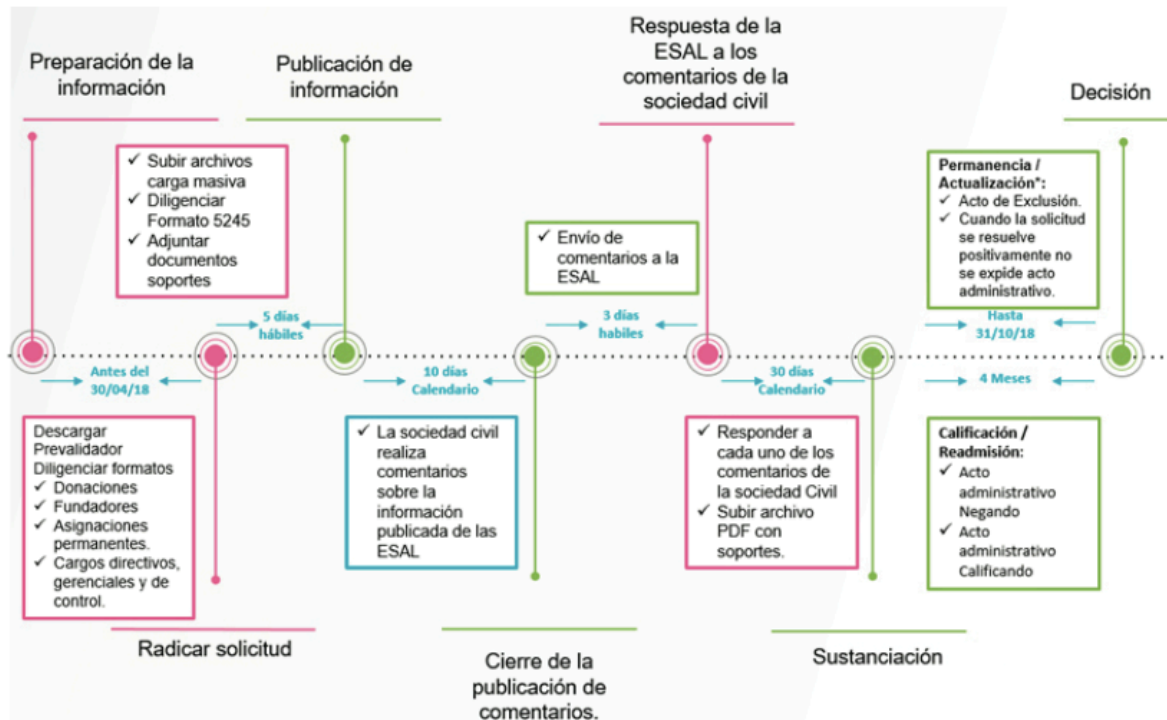 Preparación de la
información
Publicación de
información
Respuesta de la
ESAL a los
comentarios de la
sociedad civil
Decisión
✓ Subir archivos
carga masiva
✓ Diligenciar
Formato 5245
✓ Adjuntar
documentos
soportes
✓ Envío de
comentarios a la
ESAL
Permanencia /
Actualización*:
✓ Acto de Exclusión.
✓ Cuando la solicitud
se resuelve
positivamente no
se expide acto
administrativo.
5 días
hábiles
3 días
habiles
Hasta
31/10/18
Antes del
30/04/18
10 días
Calendario
30 días
Calendario
4 Meses
Descargar
Prevalidador
Diligenciar formatos
✓ Donaciones
✓ Fundadores
✓ Asignaciones
permanentes.
✓ Cargos directivos,
gerenciales y de
control.
✓ La sociedad civil
realiza
comentarios
sobre la
información
publicada de las
ESAL
✓ Responder a
cada uno de los
comentarios de
la sociedad Civil
✓ Subir archivo
PDF con
soportes.
Calificación /
Readmisión:
✓ Acto
administrativo
Negando
✓ Acto
administrativo
Calificando
Radicar solicitud
Cierre de la
publicación de
comentarios.
Sustanciación